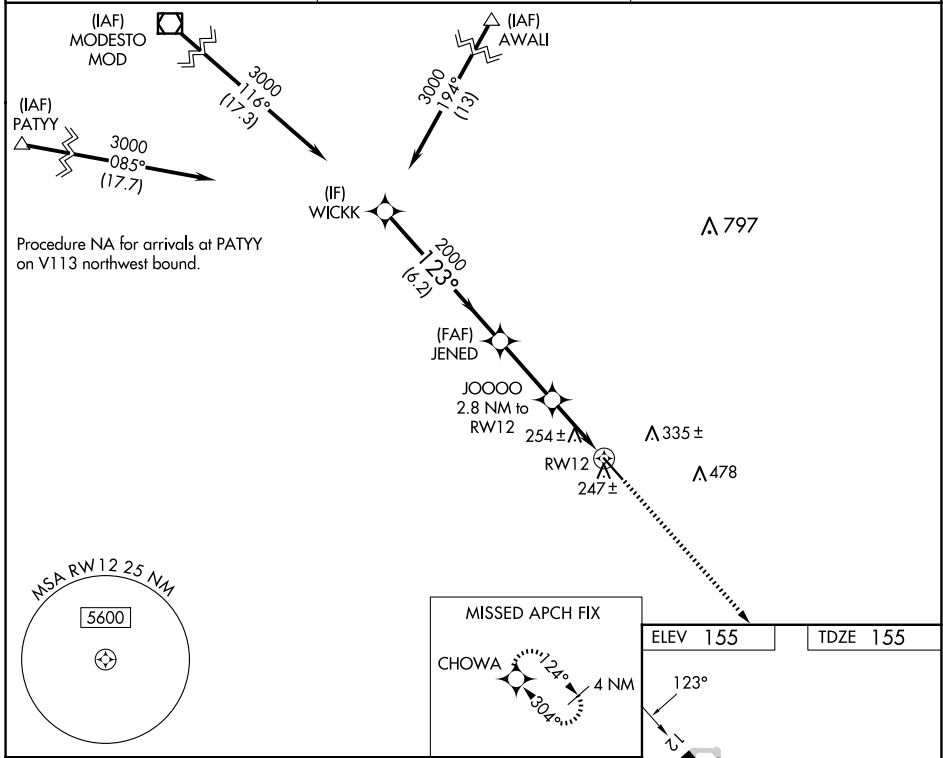 (IAF)
MODESTO
MOD
3000
116°
(17.3)
(IAF)
AWALI
3000
194°
(13)
(IAF)
PATYY
3000
085°
(17.7)
(IF)
WICKK
Procedure NA for arrivals at PATYY
on V113 northwest bound.
797
2000
123°
(6.2)
(FAF)
JENED
JOOOO
2.8 NM to
RW12
254±
335±
RW12
478
247±
MSA RW12 25 NM
5600
MISSED APCH FIX
CHOWA
124°
4 NM
304°
ELEV 155
TDZE 155
123°
12